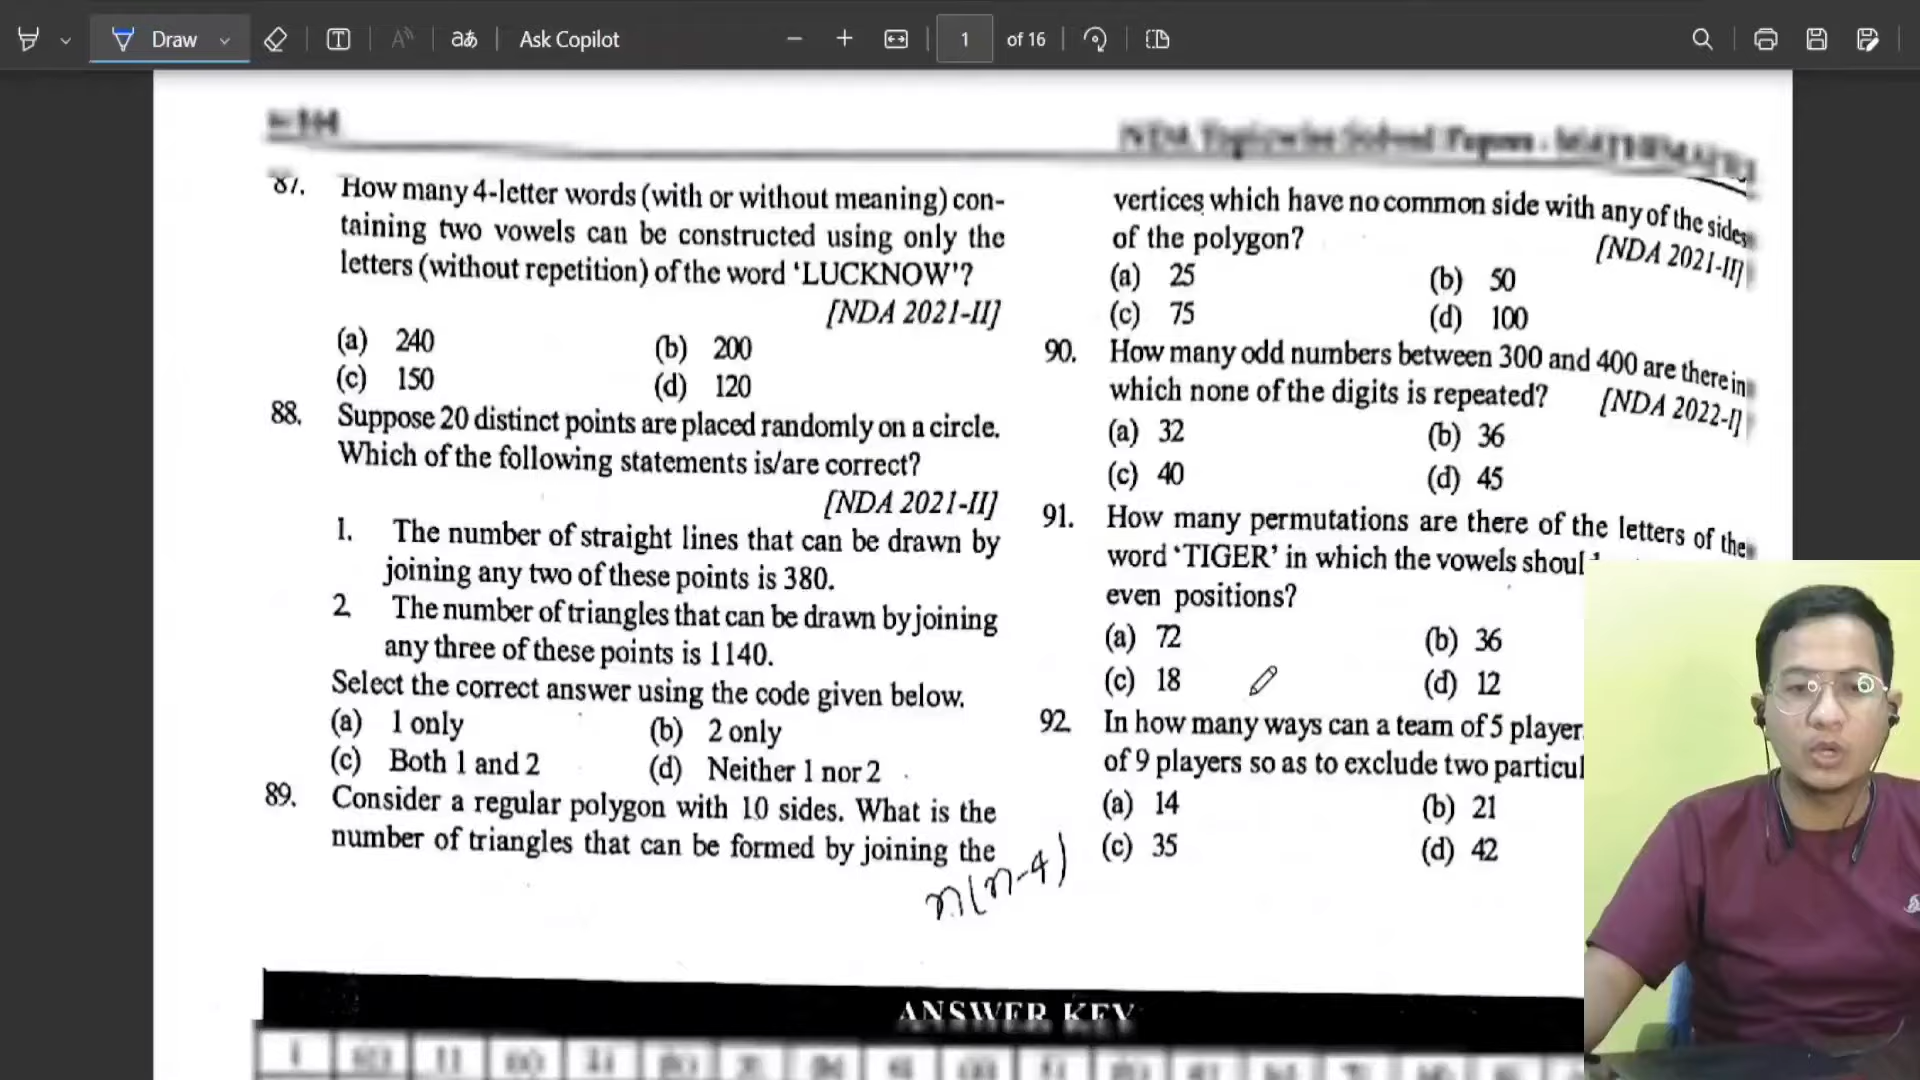 Draw
aあ
Ask Copilot
1
of 16
87. How many 4-letter words (with or without meaning) con-
taining two vowels can be constructed using only the
letters (without repetition) of the word ‘LUCKNOW’?
[NDA 2021-II]
(a) 240 (b) 200
(c) 150 (d) 120
88. Suppose 20 distinct points are placed randomly on a circle.
Which of the following statements is/are correct?
[NDA 2021-II]
1. The number of straight lines that can be drawn by
joining any two of these points is 380.
2. The number of triangles that can be drawn by joining
any three of these points is 1140.
Select the correct answer using the code given below.
(a) 1 only (b) 2 only
(c) Both 1 and 2 (d) Neither 1 nor 2
89. Consider a regular polygon with 10 sides. What is the
number of triangles that can be formed by joining the
n(n-4)
NDA Topicwise Solved Papers - MATHEMATICS
vertices which have no common side with any of the sides
of the polygon?
[NDA 2021-II]
(a) 25 (b) 50
(c) 75 (d) 100
90. How many odd numbers between 300 and 400 are there in
which none of the digits is repeated? [NDA 2022-I]
(a) 32 (b) 36
(c) 40 (d) 45
91. How many permutations are there of the letters of the
word ‘TIGER’ in which the vowels shoul
even positions?
(a) 72 (b) 36
(c) 18 (d) 12
92. In how many ways can a team of 5 player
of 9 players so as to exclude two particul
(a) 14 (b) 21
(c) 35 (d) 42
ANSWER KEY